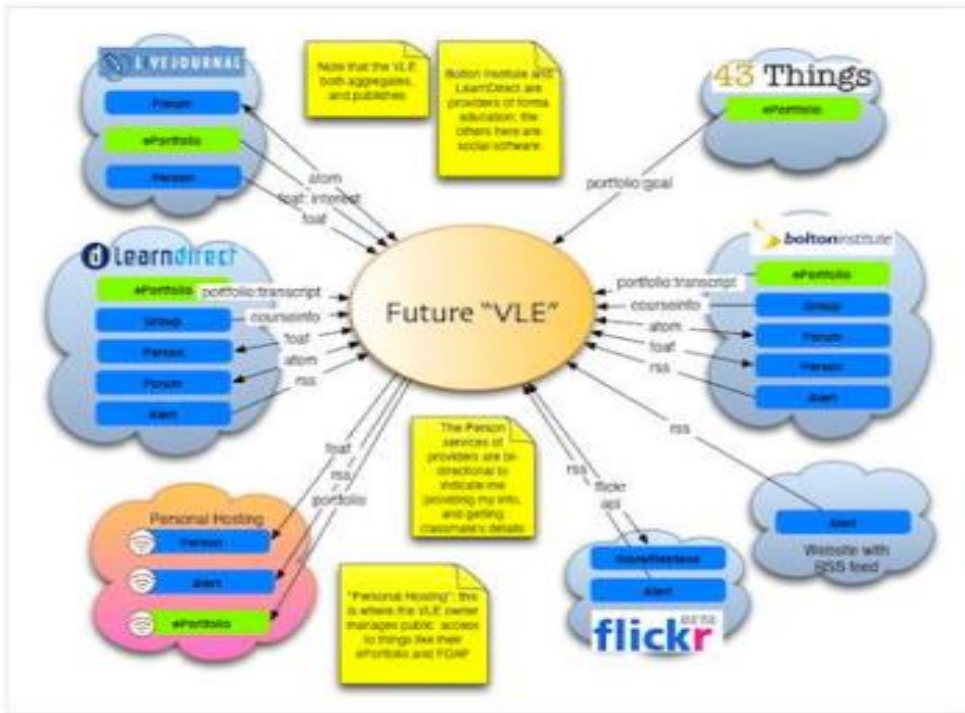 LIVEJOURNAL
Forum
ePortfolio
Person
atom
foaf: interest
foaf
Note that the VLE
both aggregates,
and publishes
Bolton Institute and
LearnDirect are
providers of forma
education; the
others here are
social software
43 Things
ePortfolio
portfolio:goal
learndirect
ePortfolio
Group
Person
Forum
Alert
portfolio:transcript
courseinfo
foaf
atom
rss
Future "VLE"
boltoninstitute
ePortfolio
Group
Forum
Person
Alert
portfolio:transcript
courseinfo
atom
foaf
rss
foaf
rss
portfolio
The Person
services of
providers are bi-
directional to
indicate me
providing my info,
and getting
classmate's details
rss
flickr
api
rss
Personal Hosting
Person
Alert
ePortfolio
"Personal Hosting": this
is where the VLE owner
manages public access
to things like their
ePortfolio and FOAF
Alert
flickr
BETA
Alert
Website with
RSS feed